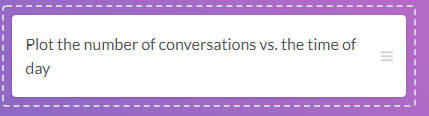 Plot the number of conversations vs. the time of
day